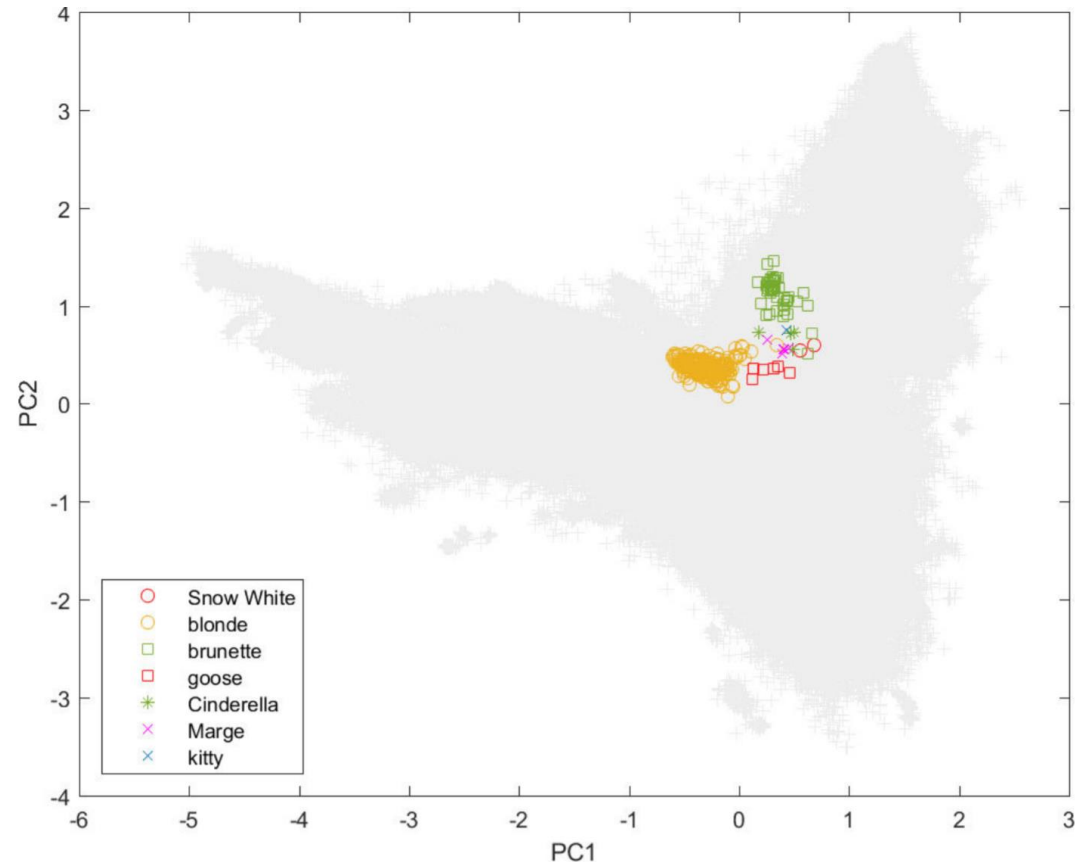 4
3
2
1
0
-1
-2
-3
-4
PC2
Snow White
blonde
brunette
goose
Cinderella
Marge
kitty
-6 -5 -4 -3 -2 -1 0 1 2 3
PC1